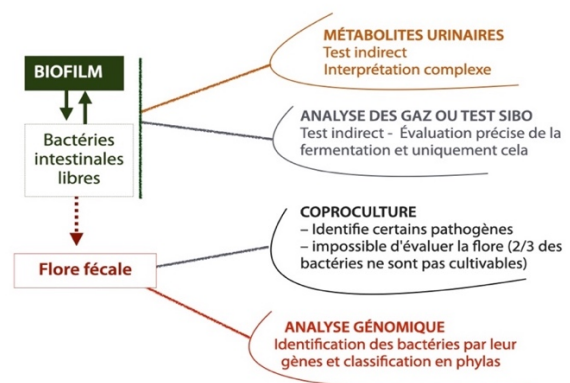 BIOFILM
Bactéries
intestinales
libres
Flore fécale
MÉTABOLITES URINAIRES
Test indirect
Interprétation complexe
ANALYSE DES GAZ OU TEST SIBO
Test indirect - Évaluation précise de la
fermentation et uniquement cela
COPROCULTURE
– Identifie certains pathogènes
– impossible d'évaluer la flore (2/3 des
bactéries ne sont pas cultivables)
ANALYSE GÉNOMIQUE
Identification des bactéries par leur
gènes et classification en phylas